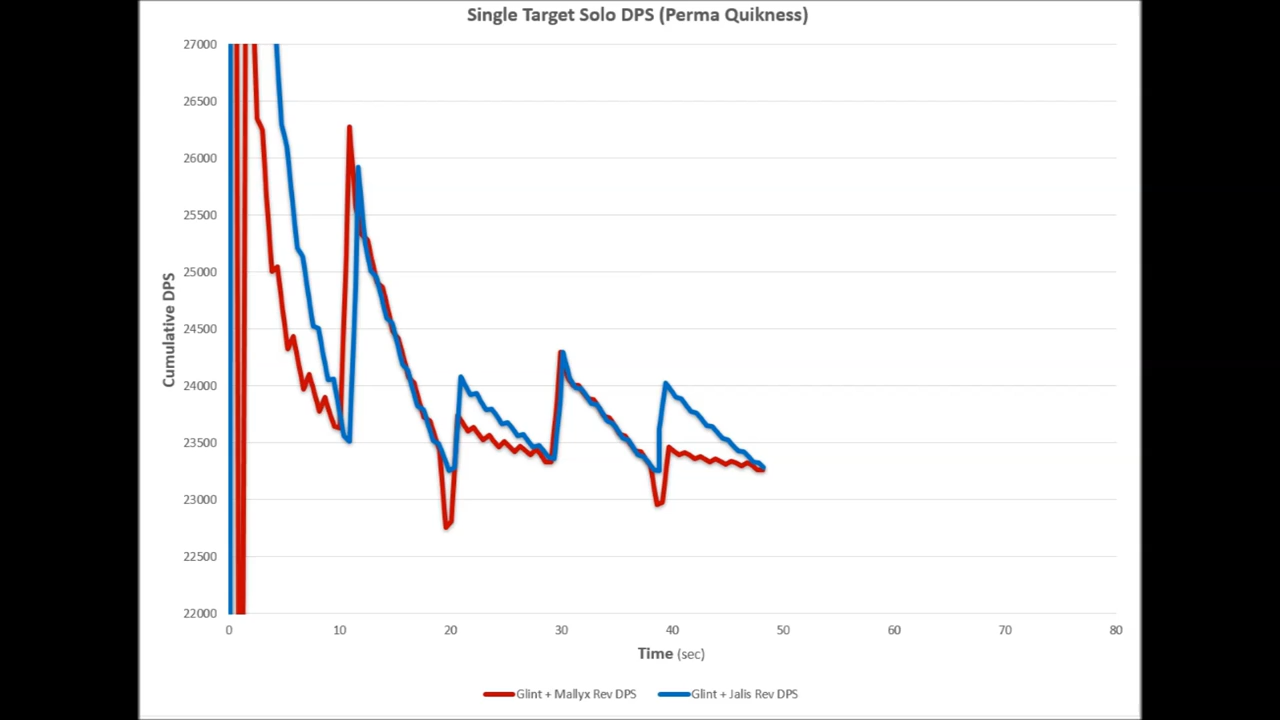 Single Target Solo DPS (Perma Quikness)
Cumulative DPS
27000
26500
26000
25500
25000
24500
24000
23500
23000
22500
22000
0 10 20 30 40 50 60 70 80
Time (sec)
Glint + Mallyx Rev DPS Glint + Jalis Rev DPS